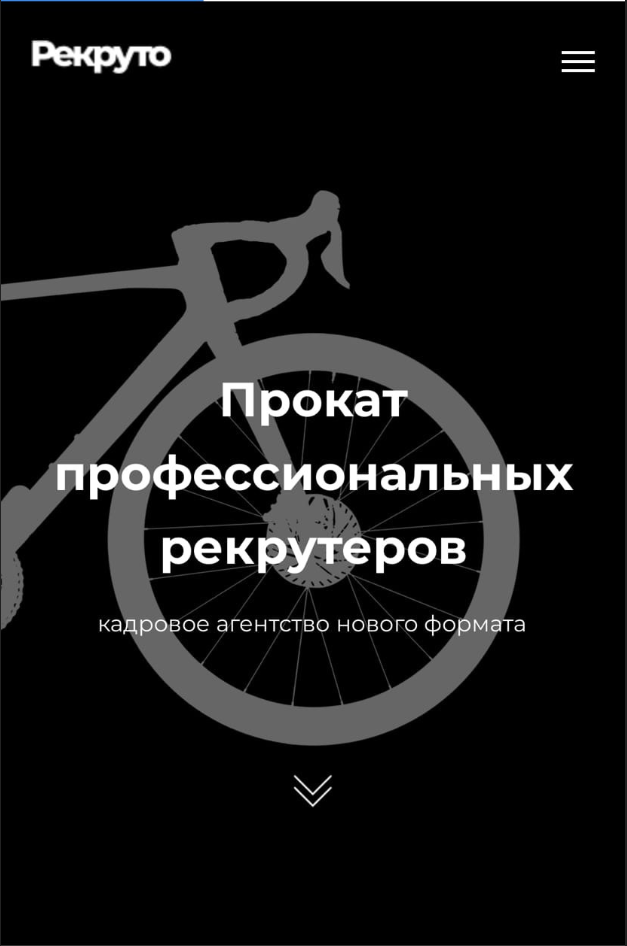 Рекруто
Прокат
профессиональных
рекрутеров
кадровое агентство нового формата